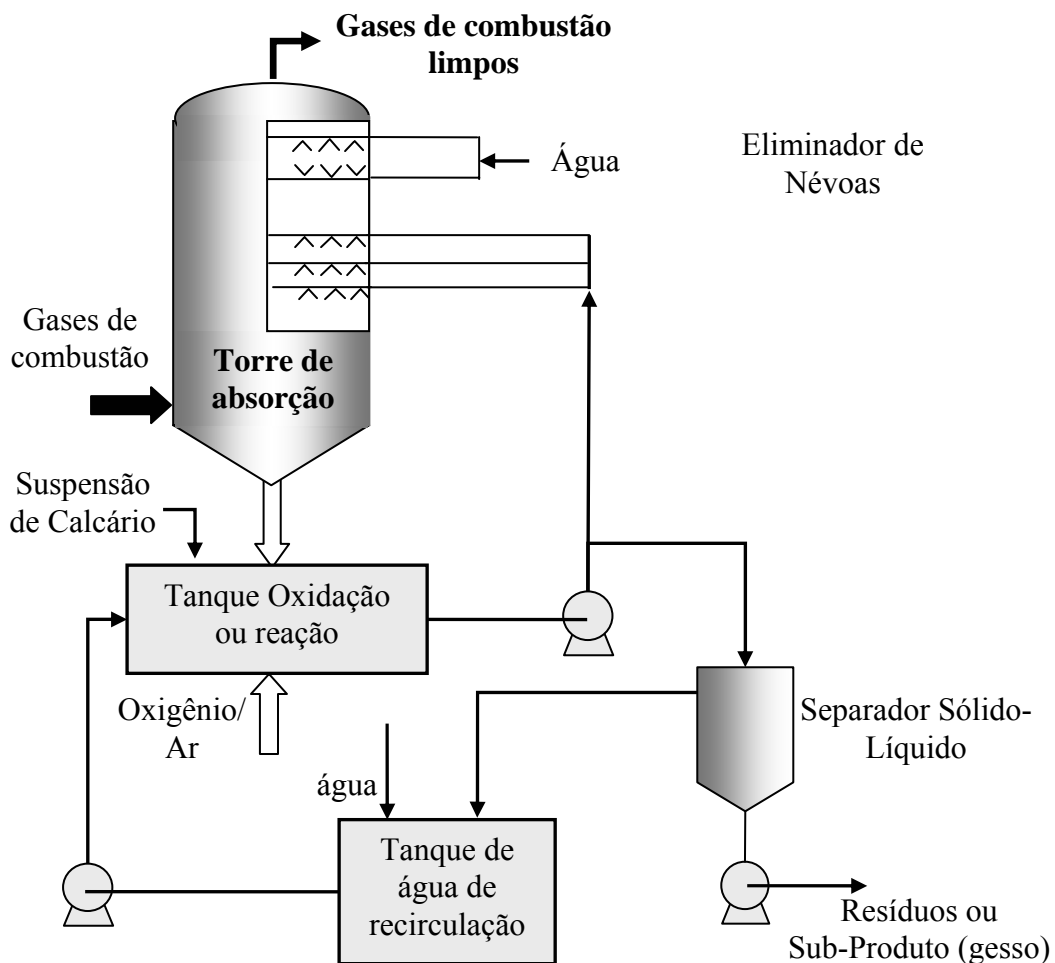 Gases de combustão
limpos
Água
Eliminador de
Névoas
Gases de
combustão
Torre de
absorção
Suspensão
de Calcário
Tanque Oxidação
ou reação
Oxigênio/
Ar
Separador Sólido-
Líquido
água
Tanque de
água de
recirculação
Resíduos ou
Sub-Produto (gesso)